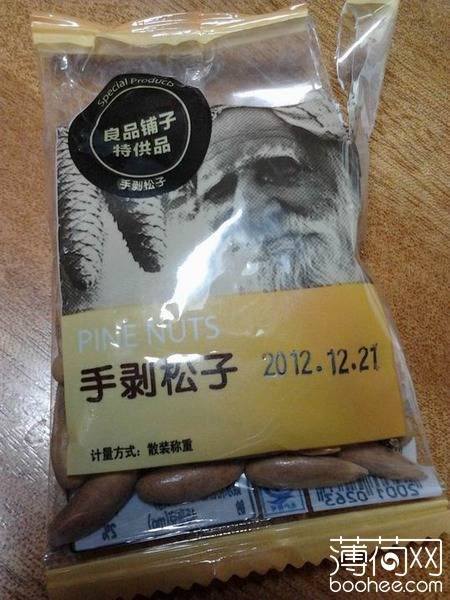 Special Products
良品铺子
特供品
手剥松子
PINE NUTS
手剥松子
2012.12.21
计量方式：散装称重
薄荷网
boohee.com